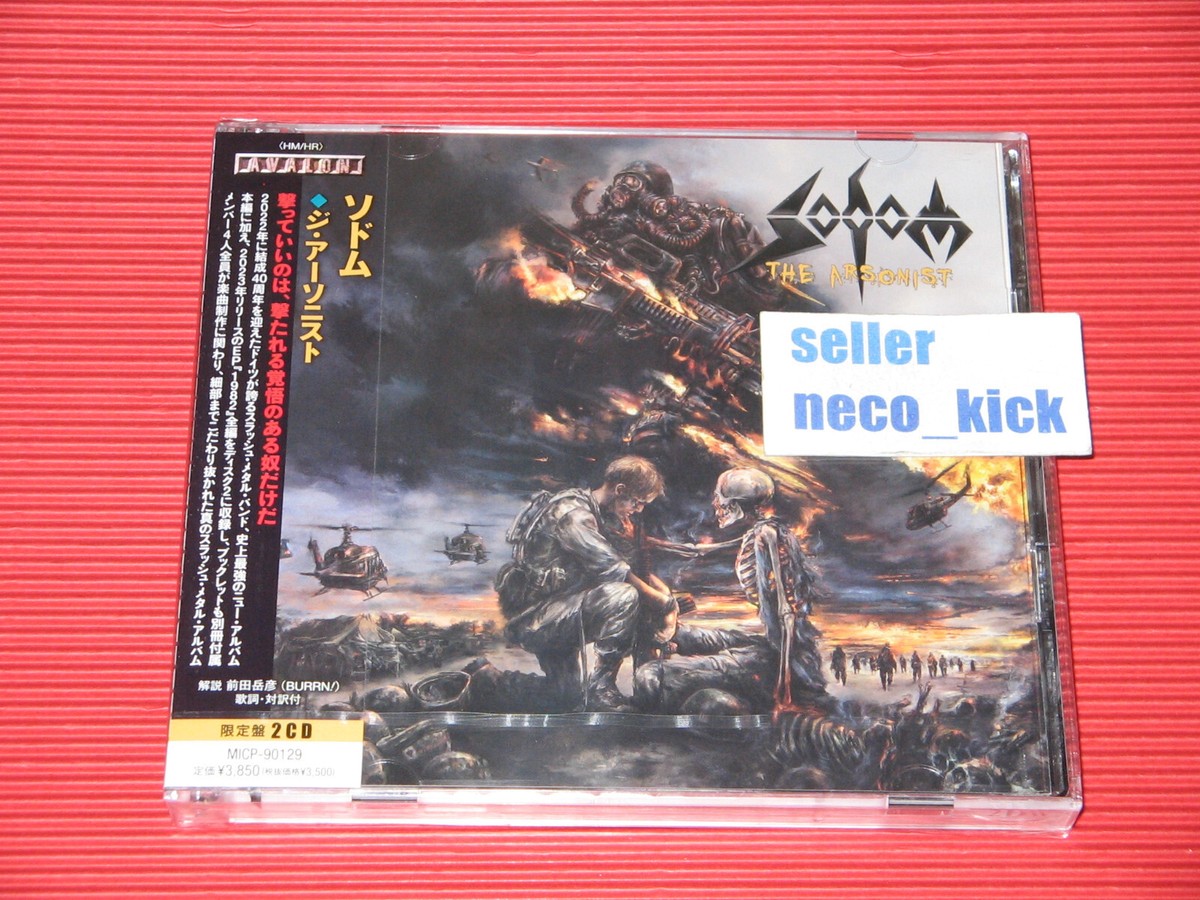 〈HM/HR〉
AVALON
ソドム
◆ジ・アーソニスト
撃っていいのは、撃たれる覚悟のある奴だけだ
2022年に結成40周年を迎えたドイツが誇るスラッシュ・メタル・バンド、史上最強のニュー・アルバム
本編に加え、2023年リリースのEP『1982』全編をディスク2に収録し、ブックレットも別冊付属
メンバー4人全員が楽曲制作に関わり、細部までこだわり抜かれた真のスラッシュ・メタル・アルバム
解説 前田岳彦 (BURRN!)
歌詞・対訳付
限定盤 2CD
MICP-90129
定価¥3,850(税抜価格¥3,500)
SODOM
THE ARSONIST
seller
neco_kick